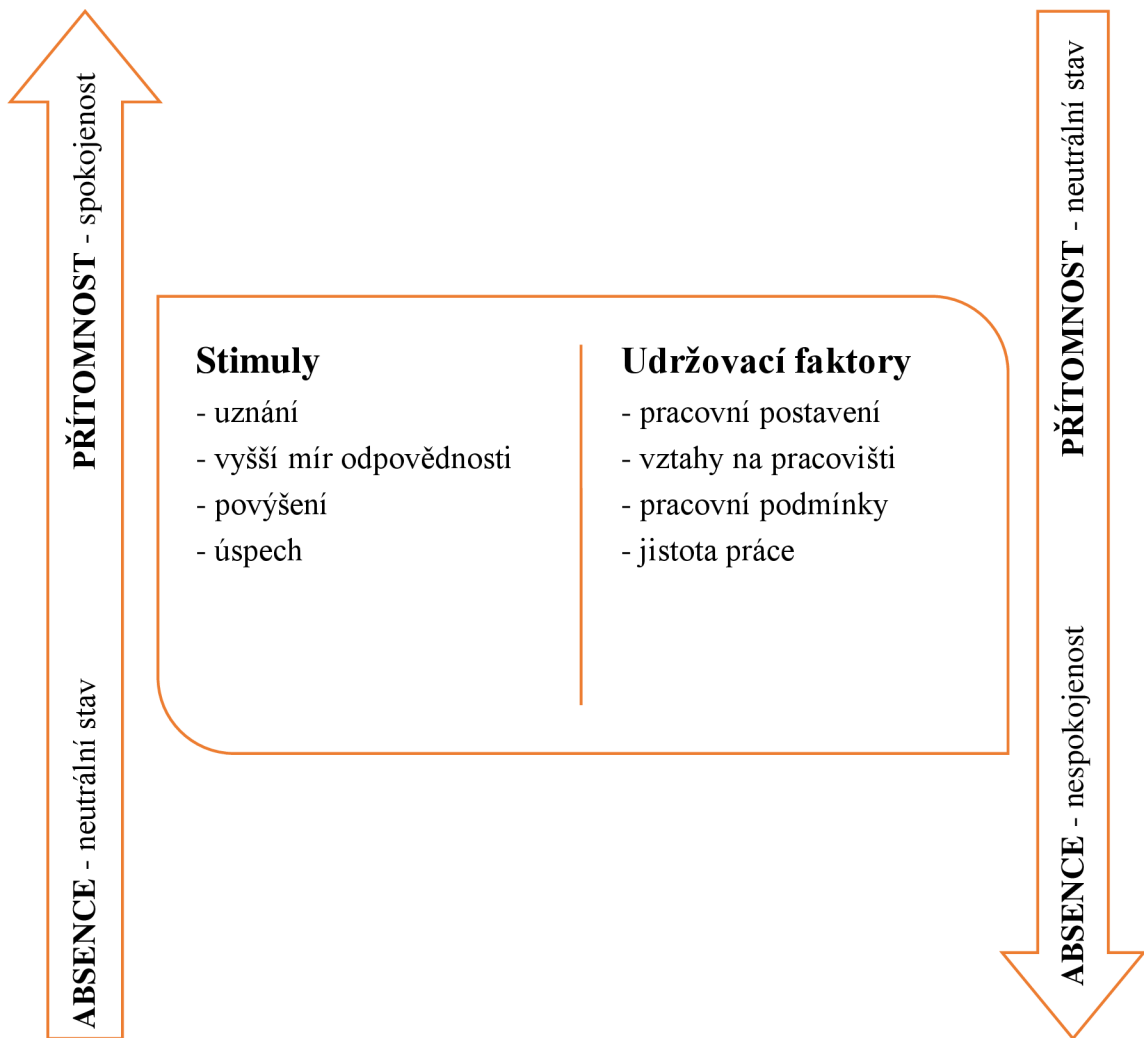 PŘÍTOMNOST - spokojenost
ABSENCE - neutrální stav
Stimuly
- uznání
- vyšší mír odpovědnosti
- povýšení
- úspech
Udržovací faktory
- pracovní postavení
- vztahy na pracovišti
- pracovní podmínky
- jistota práce
PŘÍTOMNOST - neutrální stav
ABSENCE - nespokojenost